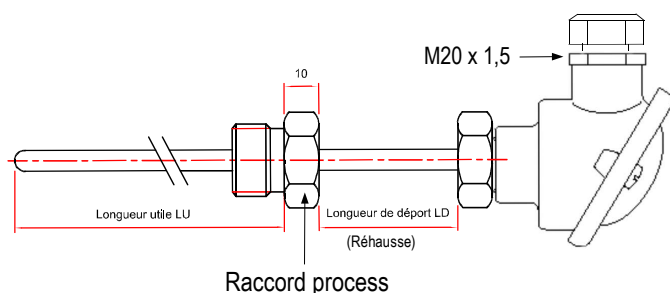 M20 x 1,5
10
Longueur utile LU
Longueur de déport LD
(Réhausse)
Raccord process